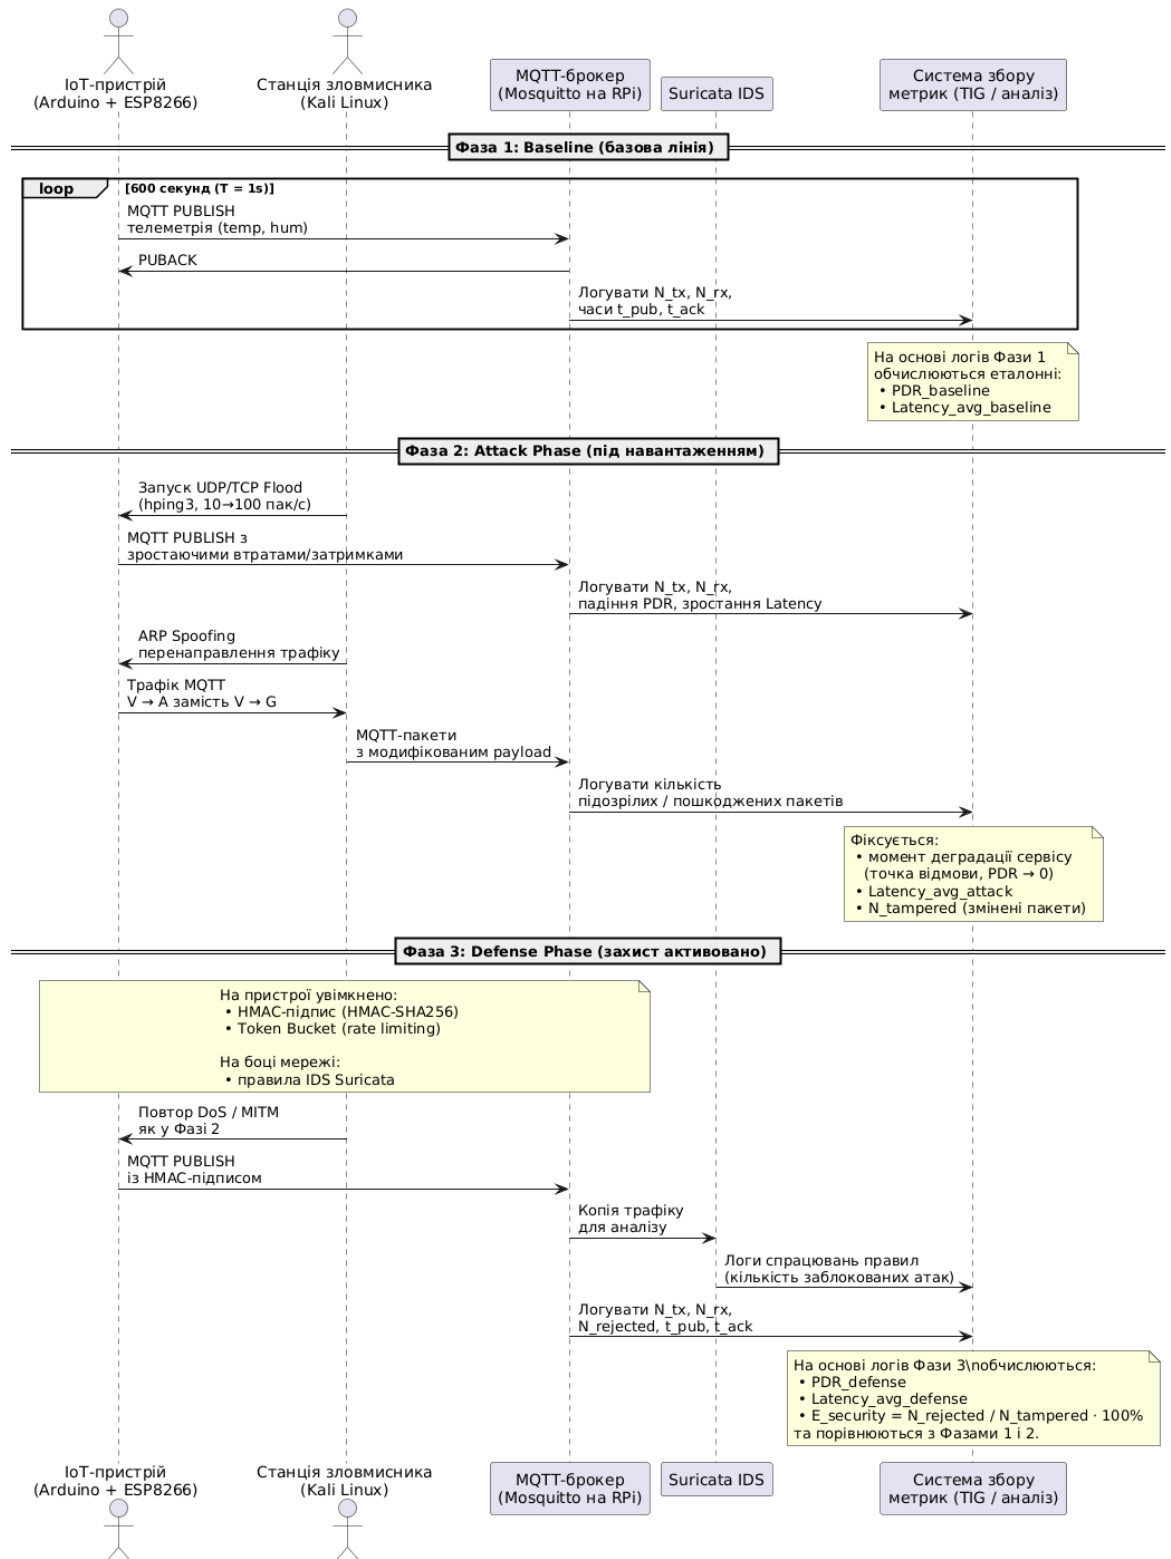 IoT-пристрій
(Arduino + ESP8266)
Станція зловмисника
(Kali Linux)
MQTT-брокер
(Mosquitto на RPi)
Suricata IDS
Система збору
метрик (TIG / аналіз)
Фаза 1: Baseline (базова лінія)
loop [600 секунд (T = 1s)]
MQTT PUBLISH
телеметрія (temp, hum)
PUBACK
Логувати N_tx, N_rx,
часи t_pub, t_ack
На основі логів Фази 1
обчислюються еталонні:
• PDR_baseline
• Latency_avg_baseline
Фаза 2: Attack Phase (під навантаженням)
Запуск UDP/TCP Flood
(hping3, 10→100 пак/с)
MQTT PUBLISH з
зростаючими втратами/затримками
Логувати N_tx, N_rx,
падіння PDR, зростання Latency
ARP Spoofing
перенаправлення трафіку
Трафік MQTT
V → A замість V → G
MQTT-пакети
з модифікованим payload
Логувати кількість
підозрілих / пошкоджених пакетів
Фіксується:
• момент деградації сервісу
(точка відмови, PDR → 0)
• Latency_avg_attack
• N_tampered (змінені пакети)
Фаза 3: Defense Phase (захист активовано)
На пристрої увімкнено:
• HMAC-підпис (HMAC-SHA256)
• Token Bucket (rate limiting)
На боці мережі:
• правила IDS Suricata
Повтор DoS / MITM
як у Фазі 2
MQTT PUBLISH
із HMAC-підписом
Копія трафіку
для аналізу
Логи спрацювань правил
(кількість заблокованих атак)
Логувати N_tx, N_rx,
N_rejected, t_pub, t_ack
На основі логів Фази 3\nобчислюються:
• PDR_defense
• Latency_avg_defense
• E_security = N_rejected / N_tampered · 100%
та порівнюються з Фазами 1 і 2.
IoT-пристрій
(Arduino + ESP8266)
Станція зловмисника
(Kali Linux)
MQTT-брокер
(Mosquitto на RPi)
Suricata IDS
Система збору
метрик (TIG / аналіз)